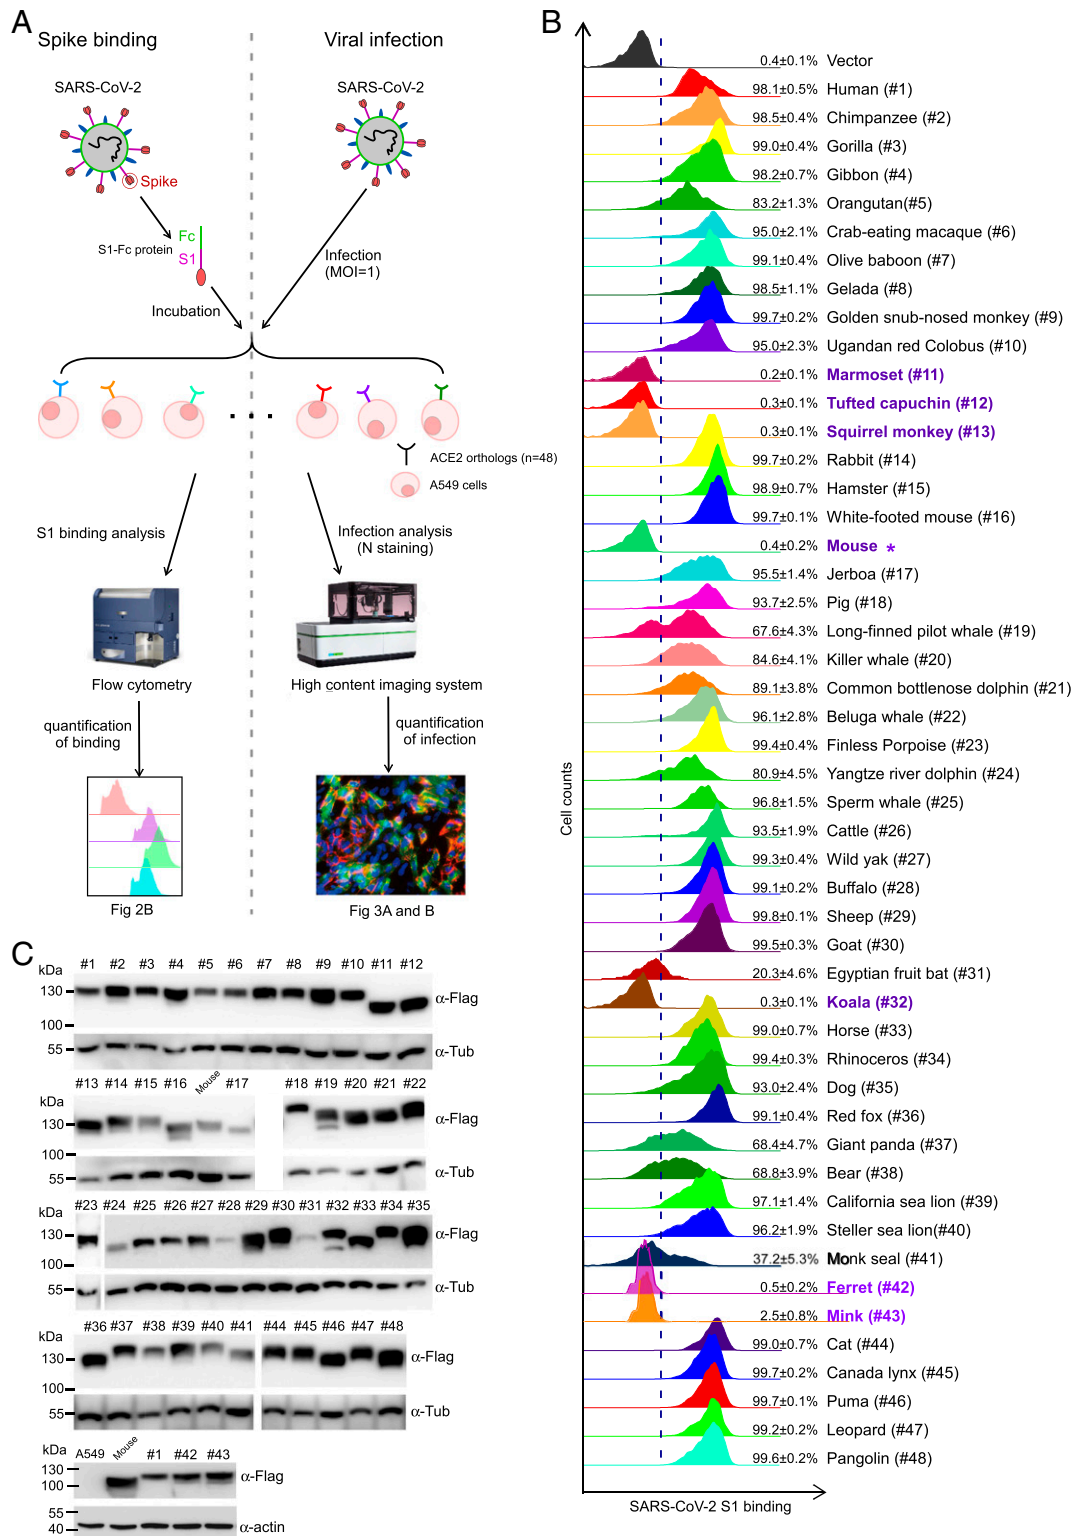 A
Spike binding
Viral infection
SARS-CoV-2
SARS-CoV-2
Spike
Fc
S1-Fc protein
S1
Infection
(MOI=1)
Incubation
ACE2 orthologs (n=48)
A549 cells
S1 binding analysis
Infection analysis
(N staining)
Flow cytometry
High content imaging system
quantification
of binding
quantification
of infection
Fig 2B
Fig 3A and B
B
0.4±0.1% Vector
98.1±0.5% Human (#1)
98.5±0.4% Chimpanzee (#2)
99.0±0.4% Gorilla (#3)
98.2±0.7% Gibbon (#4)
83.2±1.3% Orangutan(#5)
95.0±2.1% Crab-eating macaque (#6)
99.1±0.4% Olive baboon (#7)
98.5±1.1% Gelada (#8)
99.7±0.2% Golden snub-nosed monkey (#9)
95.0±2.3% Ugandan red Colobus (#10)
0.2±0.1% Marmoset (#11)
0.3±0.1% Tufted capuchin (#12)
0.3±0.1% Squirrel monkey (#13)
99.7±0.2% Rabbit (#14)
98.9±0.7% Hamster (#15)
99.7±0.1% White-footed mouse (#16)
0.4±0.2% Mouse *
95.5±1.4% Jerboa (#17)
93.7±2.5% Pig (#18)
67.6±4.3% Long-finned pilot whale (#19)
84.6±4.1% Killer whale (#20)
89.1±3.8% Common bottlenose dolphin (#21)
96.1±2.8% Beluga whale (#22)
99.4±0.4% Finless Porpoise (#23)
80.9±4.5% Yangtze river dolphin (#24)
96.8±1.5% Sperm whale (#25)
93.5±1.9% Cattle (#26)
99.3±0.4% Wild yak (#27)
99.1±0.2% Buffalo (#28)
99.8±0.1% Sheep (#29)
99.5±0.3% Goat (#30)
20.3±4.6% Egyptian fruit bat (#31)
0.3±0.1% Koala (#32)
99.0±0.7% Horse (#33)
99.4±0.3% Rhinoceros (#34)
93.0±2.4% Dog (#35)
99.1±0.4% Red fox (#36)
68.4±4.7% Giant panda (#37)
68.8±3.9% Bear (#38)
97.1±1.4% California sea lion (#39)
96.2±1.9% Steller sea lion(#40)
37.2±5.3% Monk seal (#41)
0.5±0.2% Ferret (#42)
2.5±0.8% Mink (#43)
99.0±0.7% Cat (#44)
99.7±0.2% Canada lynx (#45)
99.7±0.1% Puma (#46)
99.2±0.2% Leopard (#47)
99.6±0.2% Pangolin (#48)
Cell counts
SARS-CoV-2 S1 binding
C
kDa #1 #2 #3 #4 #5 #6 #7 #8 #9 #10 #11 #12
130 α-Flag
100
55 α-Tub
kDa #13 #14 #15 #16 Mouse #17 #18 #19 #20 #21 #22
130 α-Flag
100
55 α-Tub
kDa #23 #24 #25 #26 #27 #28 #29 #30 #31 #32 #33 #34 #35
130 α-Flag
100
55 α-Tub
kDa #36 #37 #38 #39 #40 #41 #44 #45 #46 #47 #48
130 α-Flag
100
55 α-Tub
kDa A549 Mouse #1 #42 #43
130 α-Flag
100
55
40 α-actin